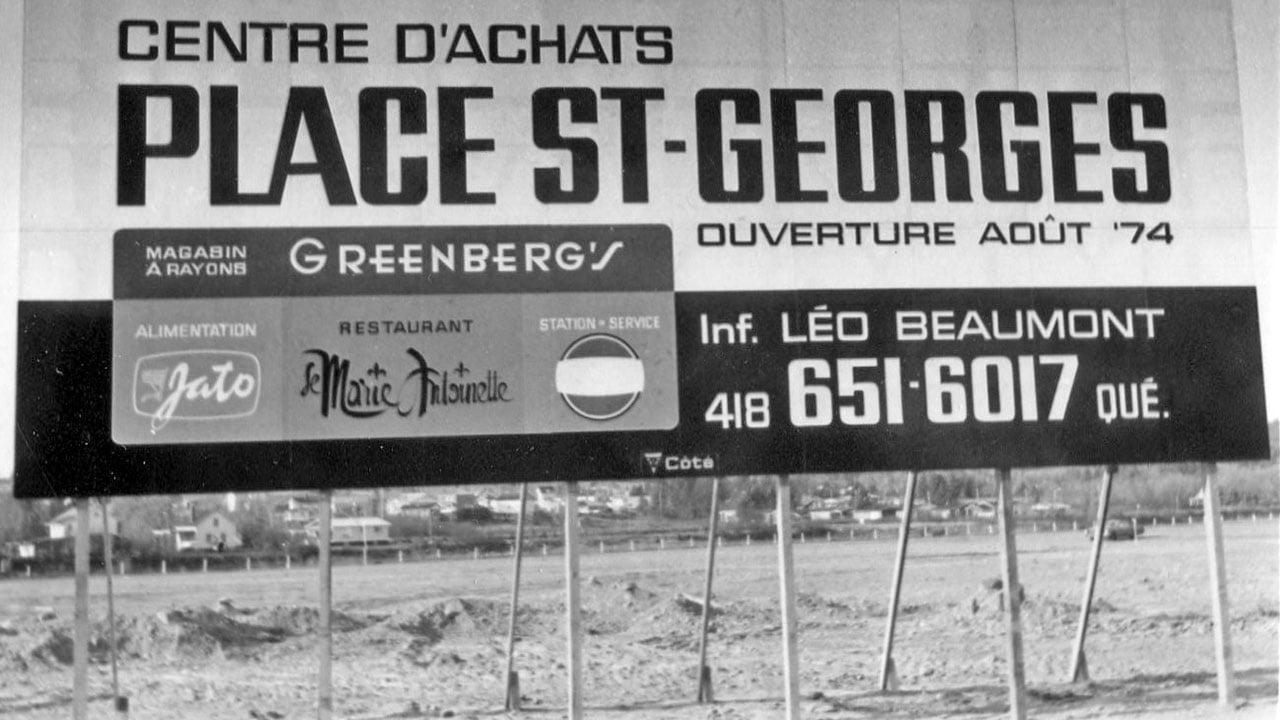 CENTRE D'ACHATS
PLACE ST-GEORGES
OUVERTURE AOÛT '74
MAGASIN
À RAYONS
GREENBERG'S
ALIMENTATION
Jato
RESTAURANT
Le Marie Antoinette
STATION-SERVICE
Inf. LÉO BEAUMONT
418 651-6017 QUÉ.
Côté